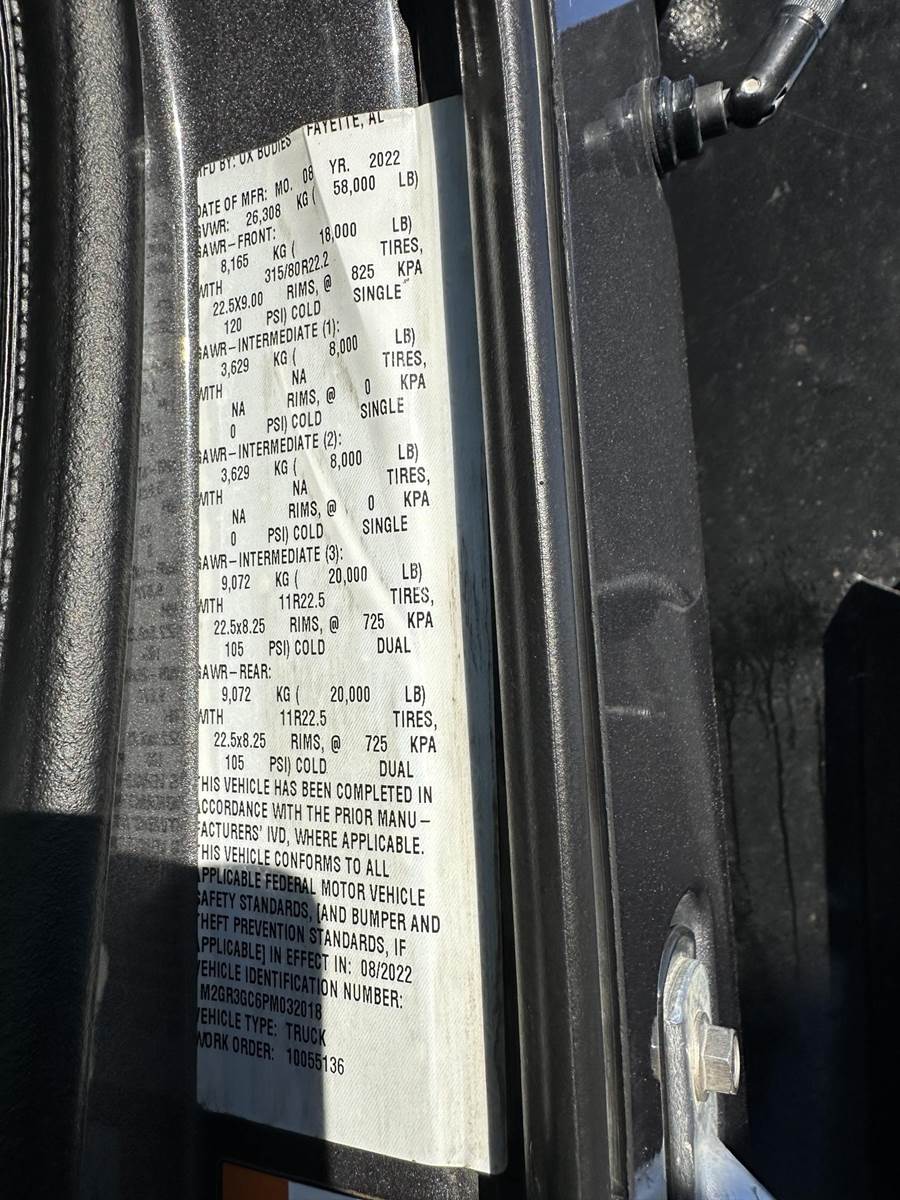 MFD BY: OX BODIES FAYETTE, AL
DATE OF MFR: MO. 08 YR. 2022
GVWR: 26,308 KG ( 58,000 LB)
GAWR-FRONT:
8,165 KG ( 18,000 LB)
WITH 315/80R22.2 TIRES,
22.5X9.00 RIMS, @ 825 KPA
120 PSI) COLD SINGLE
GAWR-INTERMEDIATE (1):
3,629 KG ( 8,000 LB)
WITH NA TIRES,
NA RIMS, @ 0 KPA
0 PSI) COLD SINGLE
GAWR-INTERMEDIATE (2):
3,629 KG ( 8,000 LB)
WITH NA TIRES,
NA RIMS, @ 0 KPA
0 PSI) COLD SINGLE
GAWR-INTERMEDIATE (3):
9,072 KG ( 20,000 LB)
WITH 11R22.5 TIRES,
22.5x8.25 RIMS, @ 725 KPA
105 PSI) COLD DUAL
GAWR-REAR:
9,072 KG ( 20,000 LB)
WITH 11R22.5 TIRES,
22.5x8.25 RIMS, @ 725 KPA
105 PSI) COLD DUAL
THIS VEHICLE HAS BEEN COMPLETED IN
ACCORDANCE WITH THE PRIOR MANU-
FACTURERS' IVD, WHERE APPLICABLE.
THIS VEHICLE CONFORMS TO ALL
APPLICABLE FEDERAL MOTOR VEHICLE
SAFETY STANDARDS, [AND BUMPER AND
THEFT PREVENTION STANDARDS, IF
APPLICABLE] IN EFFECT IN: 08/2022
VEHICLE IDENTIFICATION NUMBER:
M2GR3GC6PM032018
VEHICLE TYPE: TRUCK
WORK ORDER: 10055136